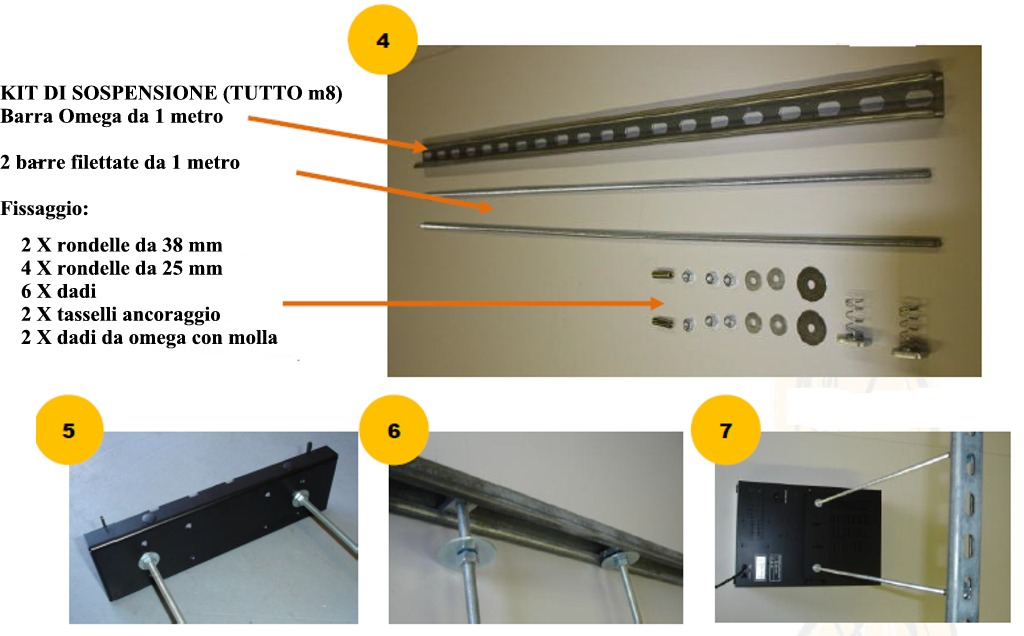 4
KIT DI SOSPENSIONE (TUTTO m8)
Barra Omega da 1 metro
2 barre filettate da 1 metro
Fissaggio:
2 X rondelle da 38 mm
4 X rondelle da 25 mm
6 X dadi
2 X tasselli ancoraggio
2 X dadi da omega con molla
5
6
7